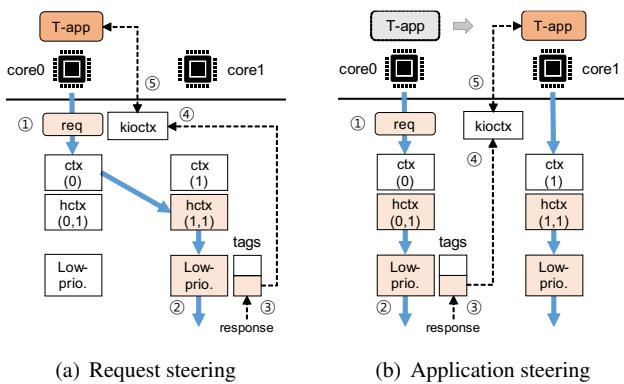 T-app
core0
core1
⑤
④
① req
kioctx
ctx
(0)
ctx
(1)
hctx
(0,1)
hctx
(1,1)
tags
Low-
prio.
Low-
prio.
②
③
response
(a) Request steering
T-app
T-app
core0
core1
⑤
① req
kioctx
④
ctx
(0)
ctx
(1)
hctx
(0,1)
hctx
(1,1)
tags
Low-
prio.
Low-
prio.
②
③
response
(b) Application steering